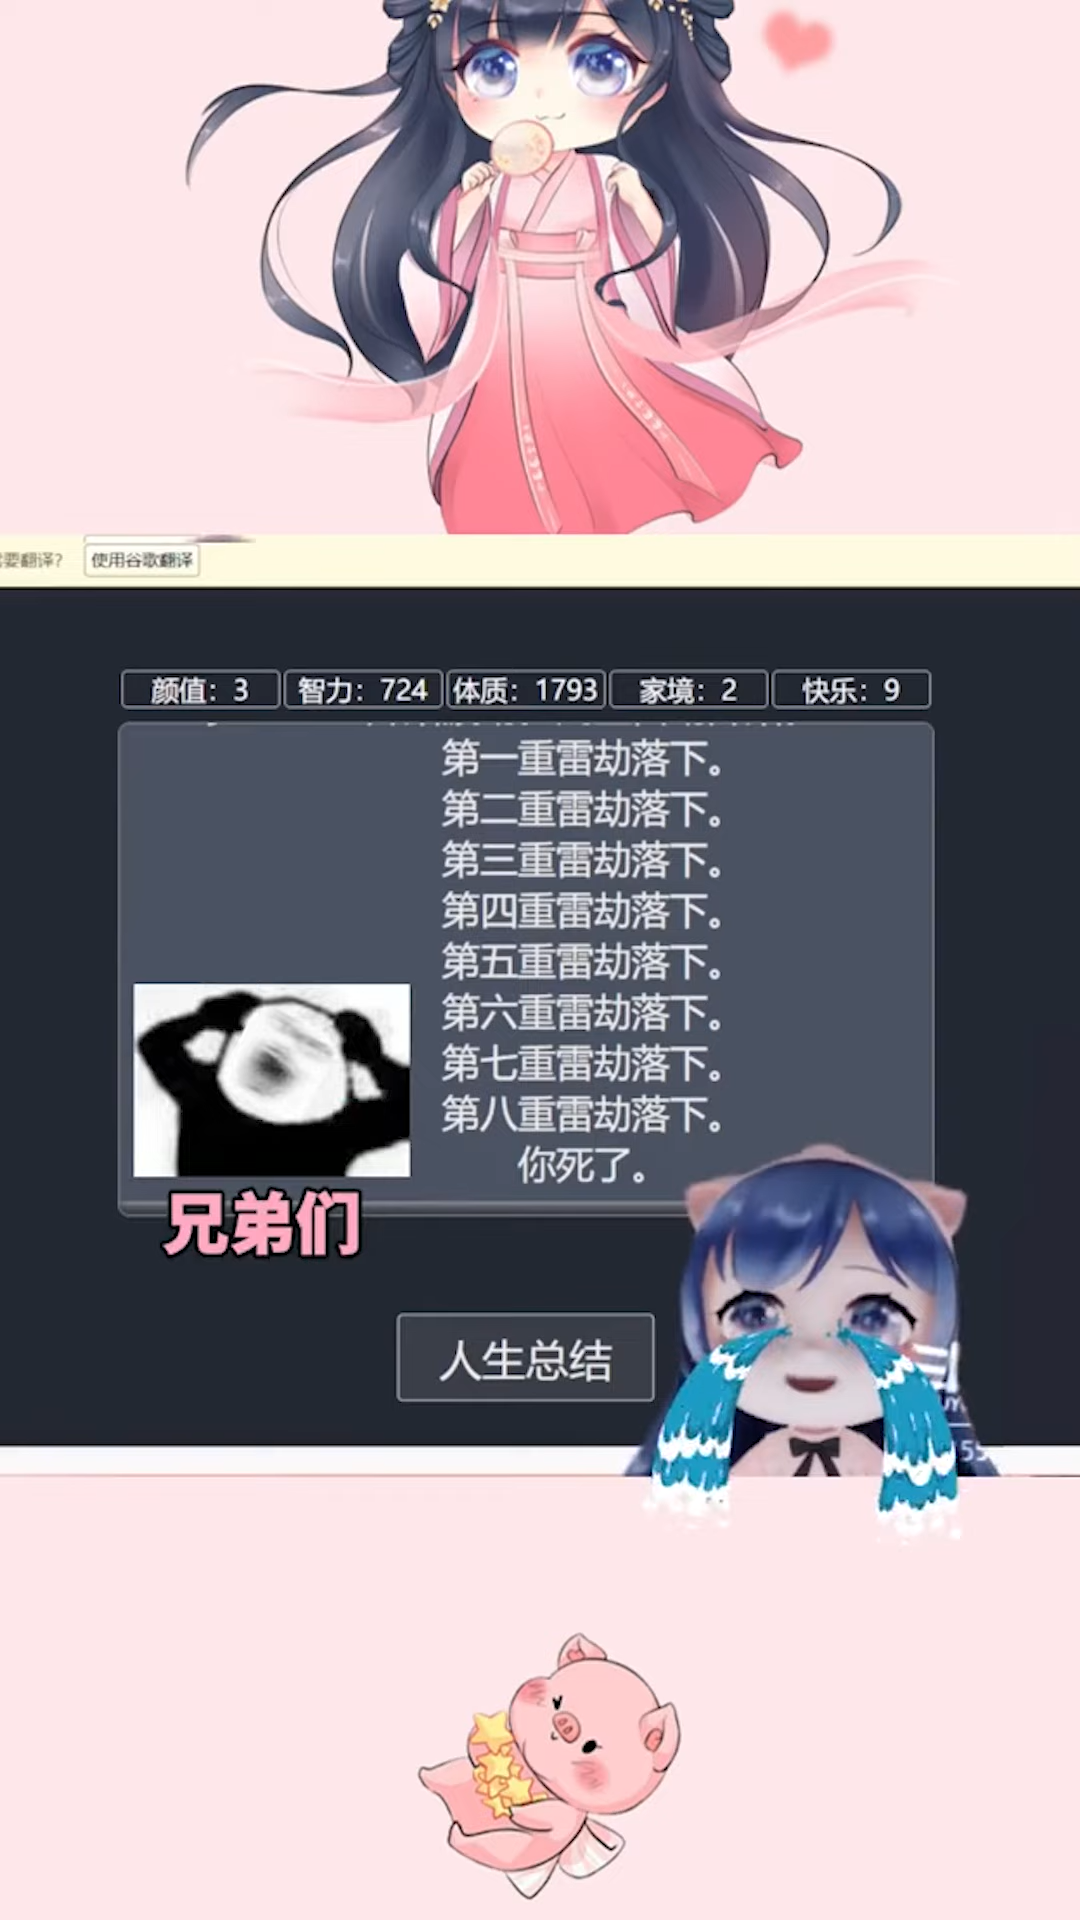 要翻译?
使用谷歌翻译
颜值：3 智力：724 体质：1793 家境：2 快乐：9
第一重雷劫落下。
第二重雷劫落下。
第三重雷劫落下。
第四重雷劫落下。
第五重雷劫落下。
第六重雷劫落下。
第七重雷劫落下。
第八重雷劫落下。
你死了。
兄弟们
人生总结